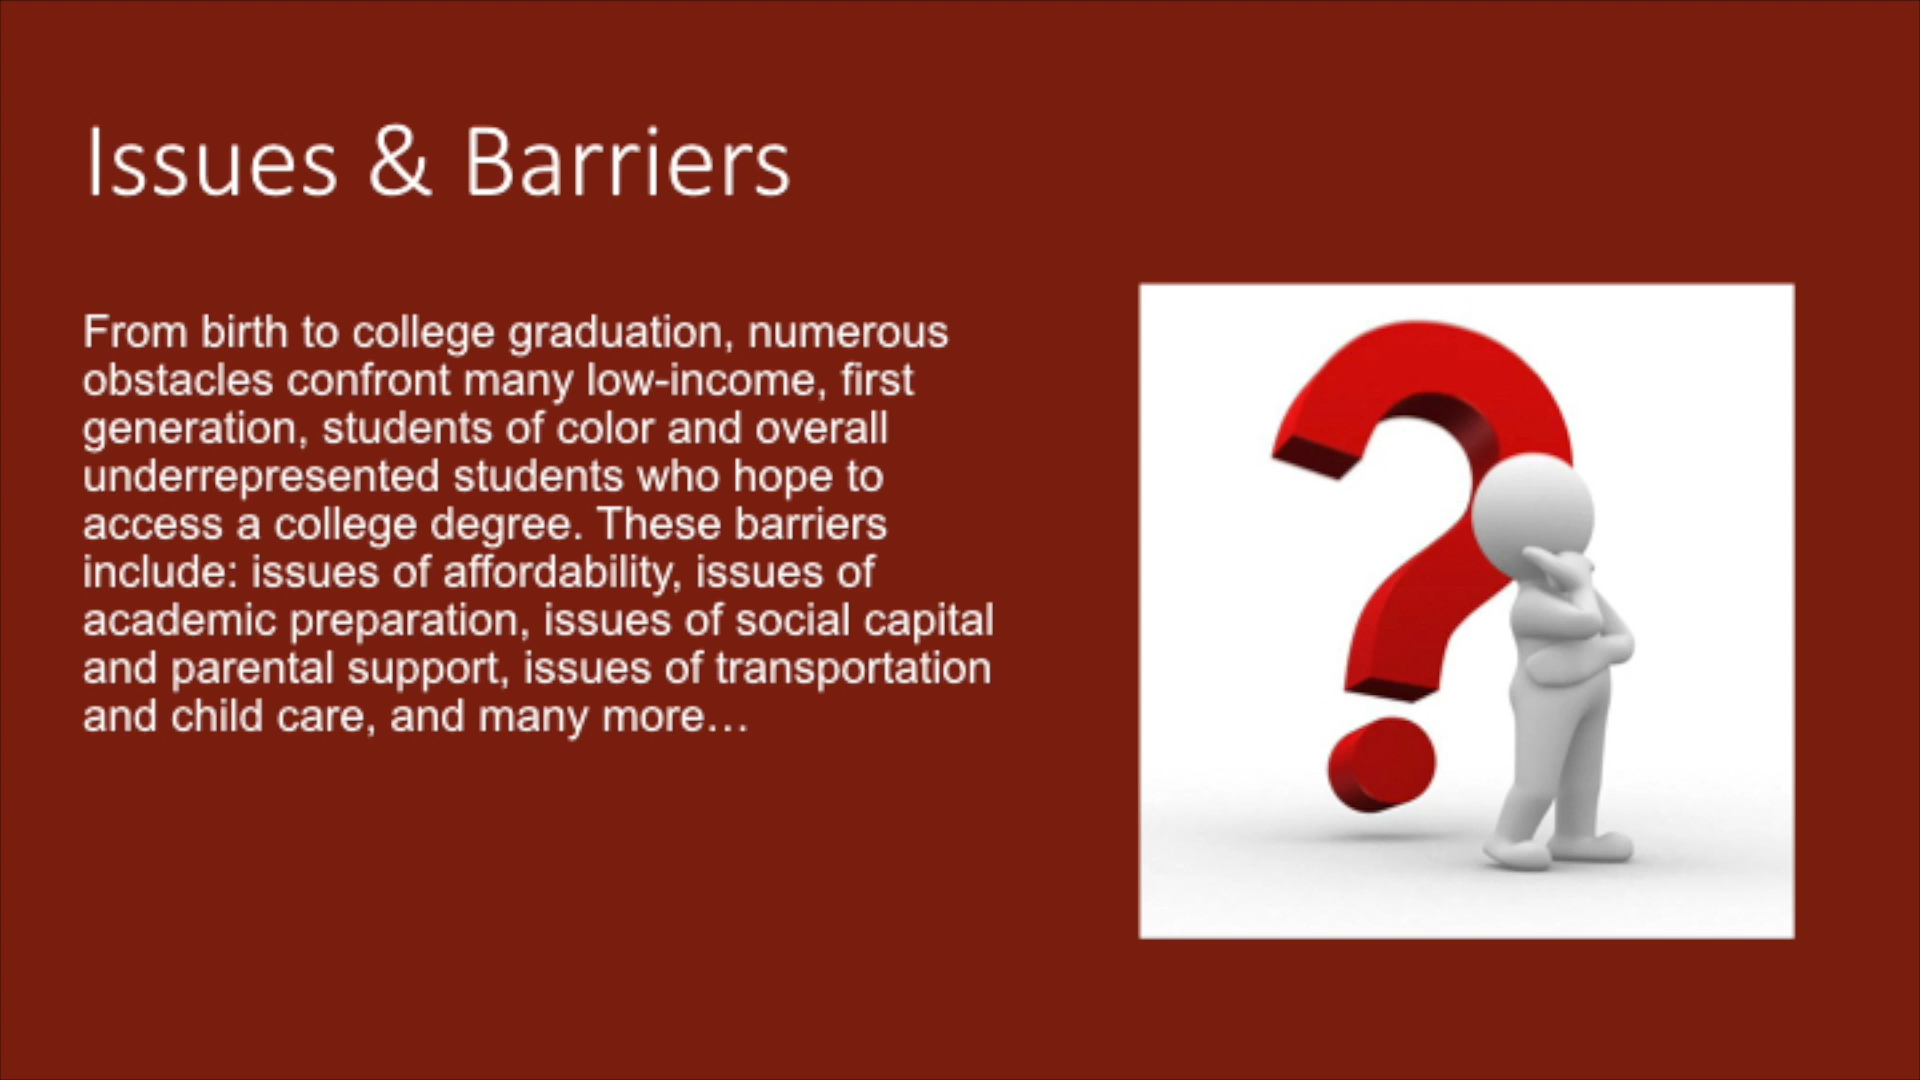 Issues & Barriers
From birth to college graduation, numerous
obstacles confront many low-income, first
generation, students of color and overall
underrepresented students who hope to
access a college degree. These barriers
include: issues of affordability, issues of
academic preparation, issues of social capital
and parental support, issues of transportation
and child care, and many more…